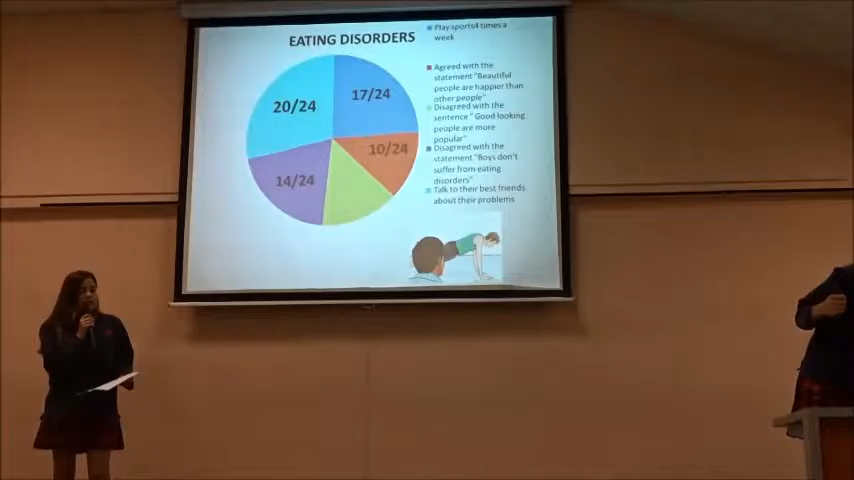 EATING DISORDERS
Play sports4 times a
week
Agreed with the
statement "Beautiful
people are happier than
other people"
Disagreed with the
sentence " Good looking
people are more
popular"
Disagreed with the
statement "Boys don't
suffer from eating
disorders"
Talk to their best friends
about their problems
20/24
17/24
10/24
14/24